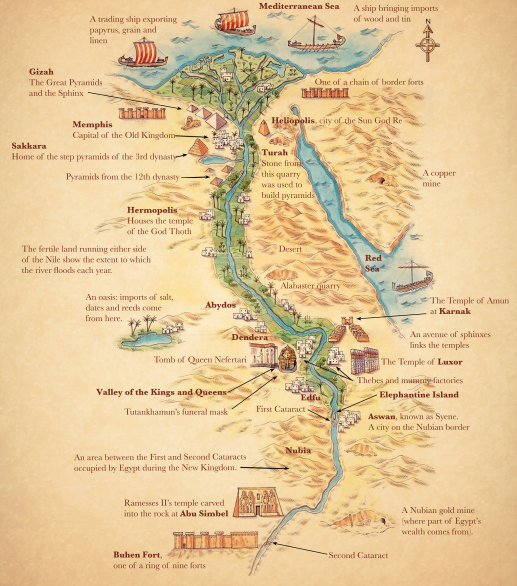 Mediterranean Sea
A trading ship exporting
papyrus, grain and
linen
A ship bringing imports
of wood and tin
N
Gizah
The Great Pyramids
and the Sphinx
One of a chain of border forts
Memphis
Capital of the Old Kingdom
Heliopolis, city of the Sun God Re
Sakkara
Home of the step pyramids of the 3rd dynasty
Turah
Stone from
this quarry
was used to
build pyramids
Pyramids from the 12th dynasty
A copper
mine
Hermopolis
Houses the temple
of the God Thoth
The fertile land running either side
of the Nile show the extent to which
the river floods each year.
Desert
Red
Sea
Alabaster quarry
An oasis: imports of salt,
dates and reeds come
from here.
Abydos
The Temple of Amun
at Karnak
Dendera
An avenue of sphinxes
links the temples
Tomb of Queen Nefertari
The Temple of Luxor
Thebes and mummy factories
Valley of the Kings and Queens
Edfu
Elephantine Island
Tutankhamun's funeral mask
First Cataract
Aswan, known as Syene.
A city on the Nubian border
Nubia
An area between the First and Second Cataracts
occupied by Egypt during the New Kingdom.
Ramesses II's temple carved
into the rock at Abu Simbel
A Nubian gold mine
(where part of Egypt's
wealth comes from).
Buhen Fort,
one of a ring of nine forts
Second Cataract